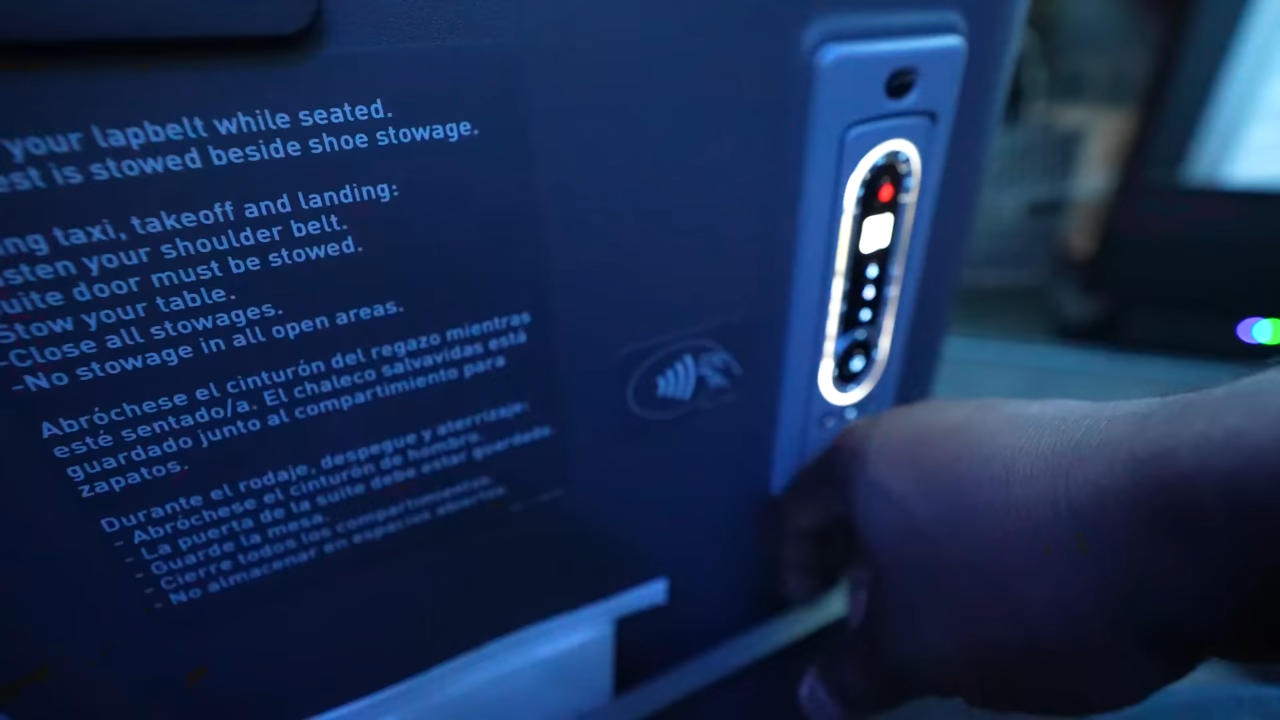 your lapbelt while seated.
est is stowed beside shoe stowage.
ng taxi, takeoff and landing:
sten your shoulder belt.
uite door must be stowed.
Stow your table.
-Close all stowages.
-No stowage in all open areas.
Abróchese el cinturón del regazo mientras
esté sentado/a. El chaleco salvavidas está
guardado junto al compartimiento para
zapatos.
Durante el rodaje, despegue y aterrizaje:
- Abróchese el cinturón de hombro.
- La puerta de la suite debe estar guardada.
- Guarde la mesa.
- Cierre todos los compartimentos.
- No almacenar en espacios abiertos.